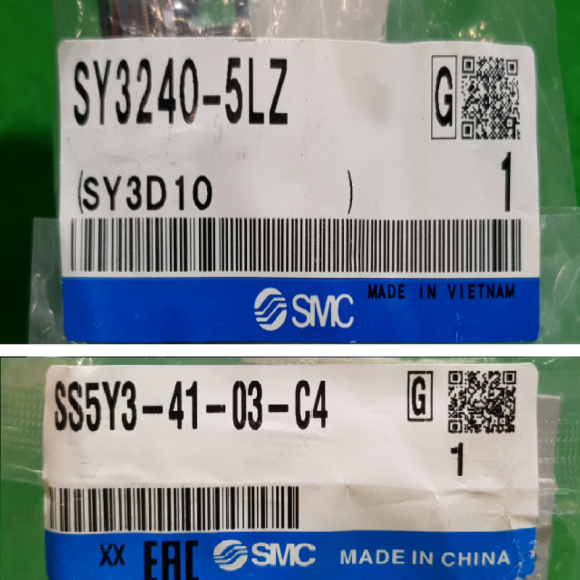 SY3240-5LZ
G
(SY3D10 )
1
MADE IN VIETNAM
SMC
SS5Y3-41-03-C4
G
1
XX EAC SMC MADE IN CHINA